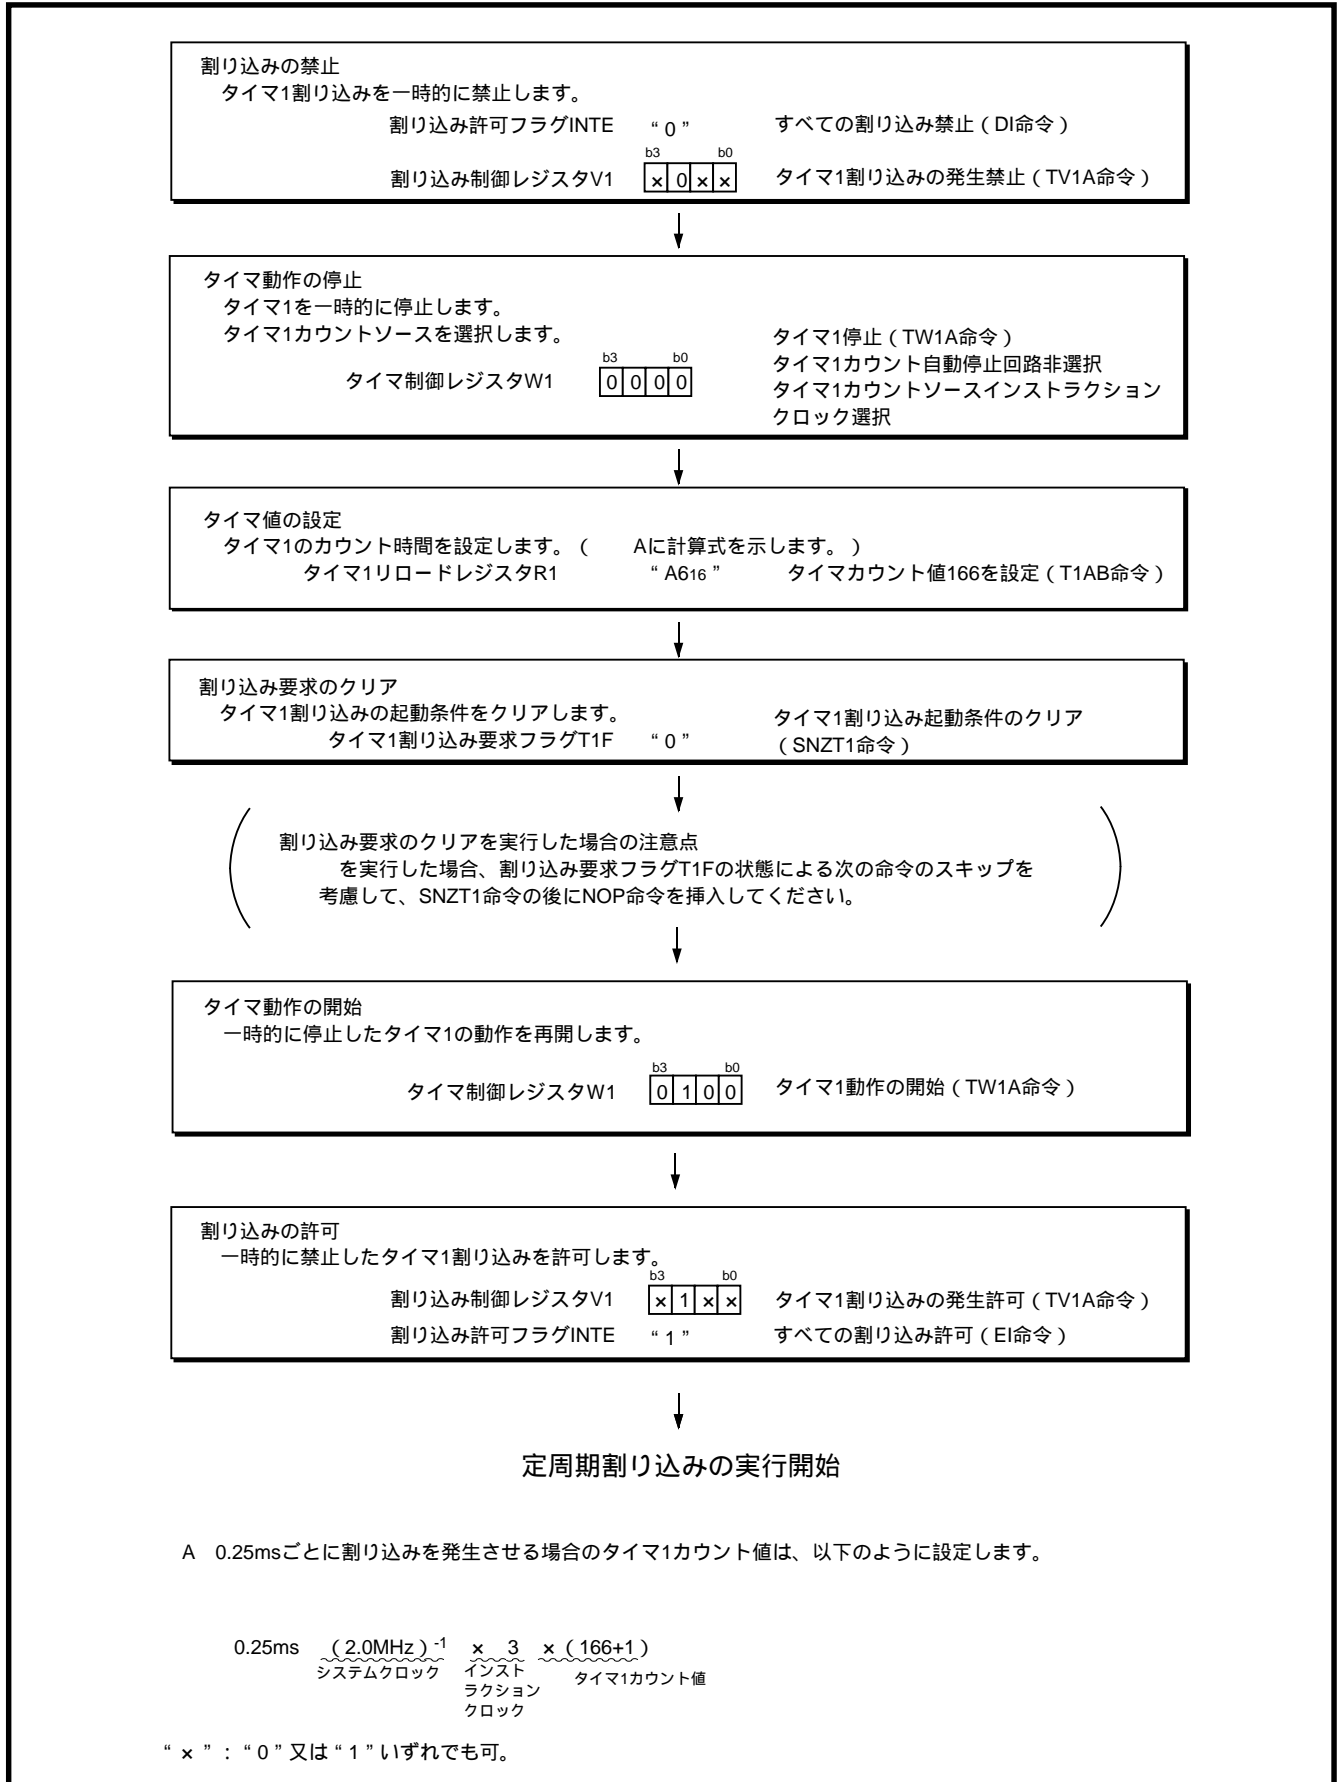 割り込みの禁止
タイマ1割り込みを一時的に禁止します。
割り込み許可フラグINTE “ 0 ” すべての割り込み禁止（DI命令）
b3 b0
割り込み制御レジスタV1 × 0 × × タイマ1割り込みの発生禁止（TV1A命令）
タイマ動作の停止
タイマ1を一時的に停止します。
タイマ1カウントソースを選択します。
タイマ1停止（TW1A命令）
b3 b0
タイマ制御レジスタW1 0 0 0 0
タイマ1カウント自動停止回路非選択
タイマ1カウントソースインストラクション
クロック選択
タイマ値の設定
タイマ1のカウント時間を設定します。（ Aに計算式を示します。）
タイマ1リロードレジスタR1 “ A616 ” タイマカウント値166を設定（T1AB命令）
割り込み要求のクリア
タイマ1割り込みの起動条件をクリアします。
タイマ1割り込み要求フラグT1F “ 0 ”
タイマ1割り込み起動条件のクリア
（SNZT1命令）
割り込み要求のクリアを実行した場合の注意点
を実行した場合、割り込み要求フラグT1Fの状態による次の命令のスキップを
考慮して、SNZT1命令の後にNOP命令を挿入してください。
タイマ動作の開始
一時的に停止したタイマ1の動作を再開します。
b3 b0
タイマ制御レジスタW1 0 1 0 0 タイマ1動作の開始（TW1A命令）
割り込みの許可
一時的に禁止したタイマ1割り込みを許可します。
b3 b0
割り込み制御レジスタV1 × 1 × × タイマ1割り込みの発生許可（TV1A命令）
割り込み許可フラグINTE “ 1 ” すべての割り込み許可（EI命令）
定周期割り込みの実行開始
A 0.25msごとに割り込みを発生させる場合のタイマ1カウント値は、以下のように設定します。
0.25ms （2.0MHz）-1 × 3 ×（166+1）
システムクロック
インスト
ラクション
クロック
タイマ1カウント値
“ × ”：“ 0 ”又は“ 1 ”いずれでも可。